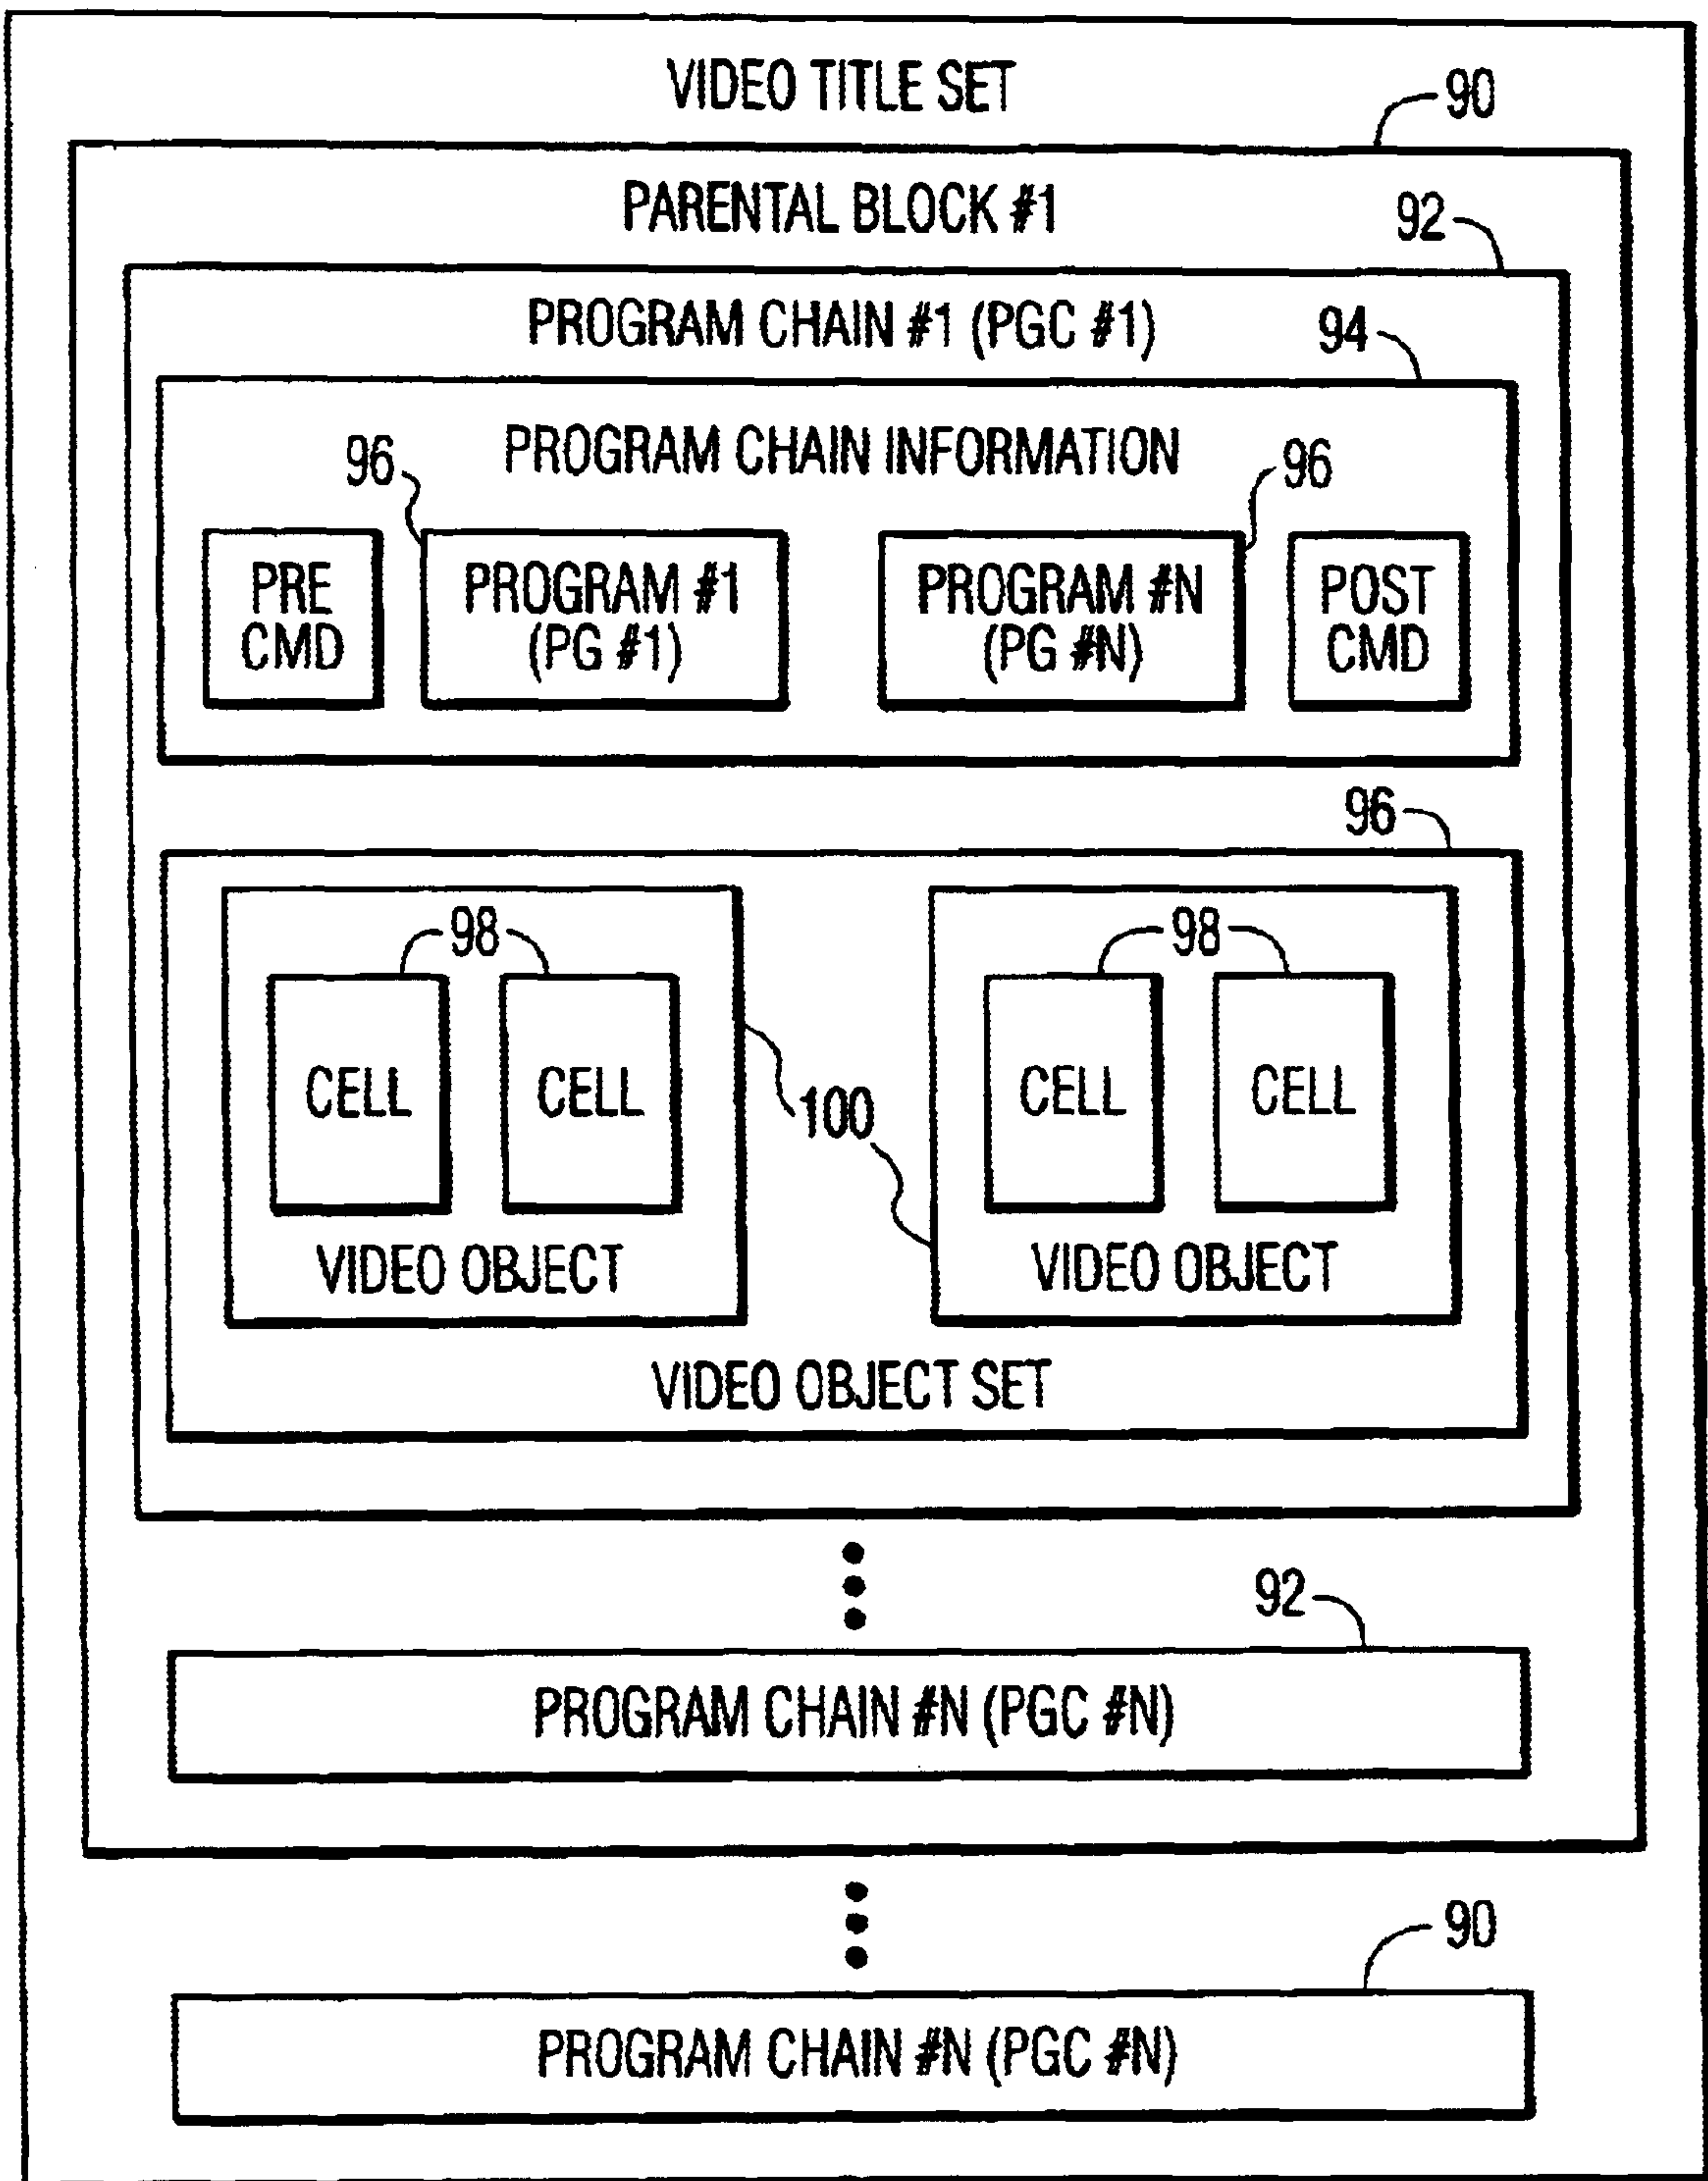 VIDEO TITLE SET
90
PARENTAL BLOCK #1
92
PROGRAM CHAIN #1 (PGC #1)
94
PROGRAM CHAIN INFORMATION
96
96
PRE
CMD
PROGRAM #1
(PG #1)
PROGRAM #N
(PG #N)
POST
CMD
96
98
98
CELL
CELL
CELL
CELL
100
VIDEO OBJECT
VIDEO OBJECT
VIDEO OBJECT SET
92
PROGRAM CHAIN #N (PGC #N)
90
PROGRAM CHAIN #N (PGC #N)